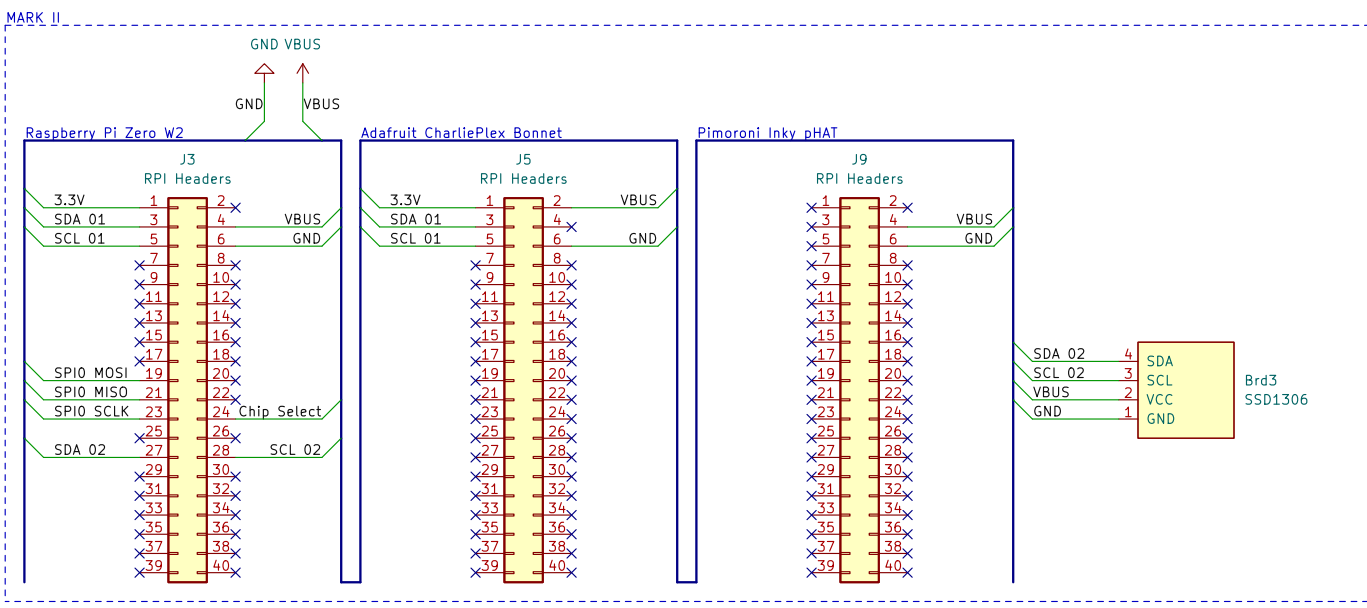 MARK II
GND VBUS
GND VBUS
Raspberry Pi Zero W2 Adafruit CharliePlex Bonnet Pimoroni Inky pHAT
J3 J5 J9
RPI Headers RPI Headers RPI Headers
3.3V 1 2 3.3V 1 2 VBUS 1 2
SDA 01 3 4 VBUS SDA 01 3 4 3 4 VBUS
SCL 01 5 6 GND SCL 01 5 6 GND 5 6 GND
7 8 7 8 7 8
9 10 9 10 9 10
11 12 11 12 11 12
13 14 13 14 13 14
15 16 15 16 15 16
17 18 17 18 17 18 SDA 02 4 SDA
SPI0 MOSI 19 20 19 20 19 20 SCL 02 3 SCL Brd3
SPI0 MISO 21 22 21 22 21 22 VBUS 2 VCC SSD1306
SPI0 SCLK 23 24 Chip Select 23 24 23 24 GND 1 GND
25 26 25 26 25 26
SDA 02 27 28 SCL 02 27 28 27 28
29 30 29 30 29 30
31 32 31 32 31 32
33 34 33 34 33 34
35 36 35 36 35 36
37 38 37 38 37 38
39 40 39 40 39 40